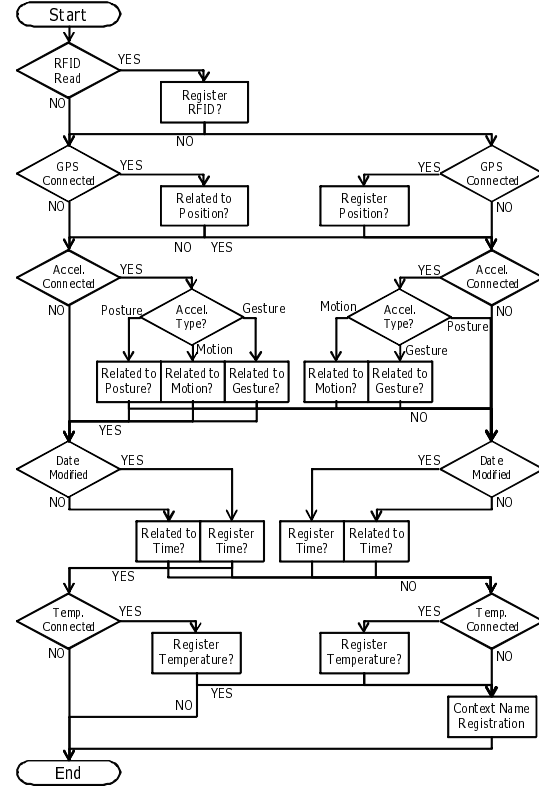 Start
RFID
Read
YES
NO
Register
RFID?
NO
GPS
Connected
YES
NO
Related to
Position?
Register
Position?
YES
GPS
Connected
NO
NO
YES
Accel.
Connected
YES
NO
Accel.
Type?
Posture
Motion
Gesture
Related to
Posture?
Related to
Motion?
Related to
Gesture?
YES
Accel.
Connected
YES
NO
Accel.
Type?
Motion
Gesture
Posture
Related to
Motion?
Related to
Gesture?
NO
Date
Modified
YES
NO
Related to
Time?
Register
Time?
YES
Date
Modified
YES
NO
Register
Time?
Related to
Time?
NO
Temp.
Connected
YES
NO
Register
Temperature?
Register
Temperature?
YES
Temp.
Connected
NO
YES
NO
Context Name
Registration
End